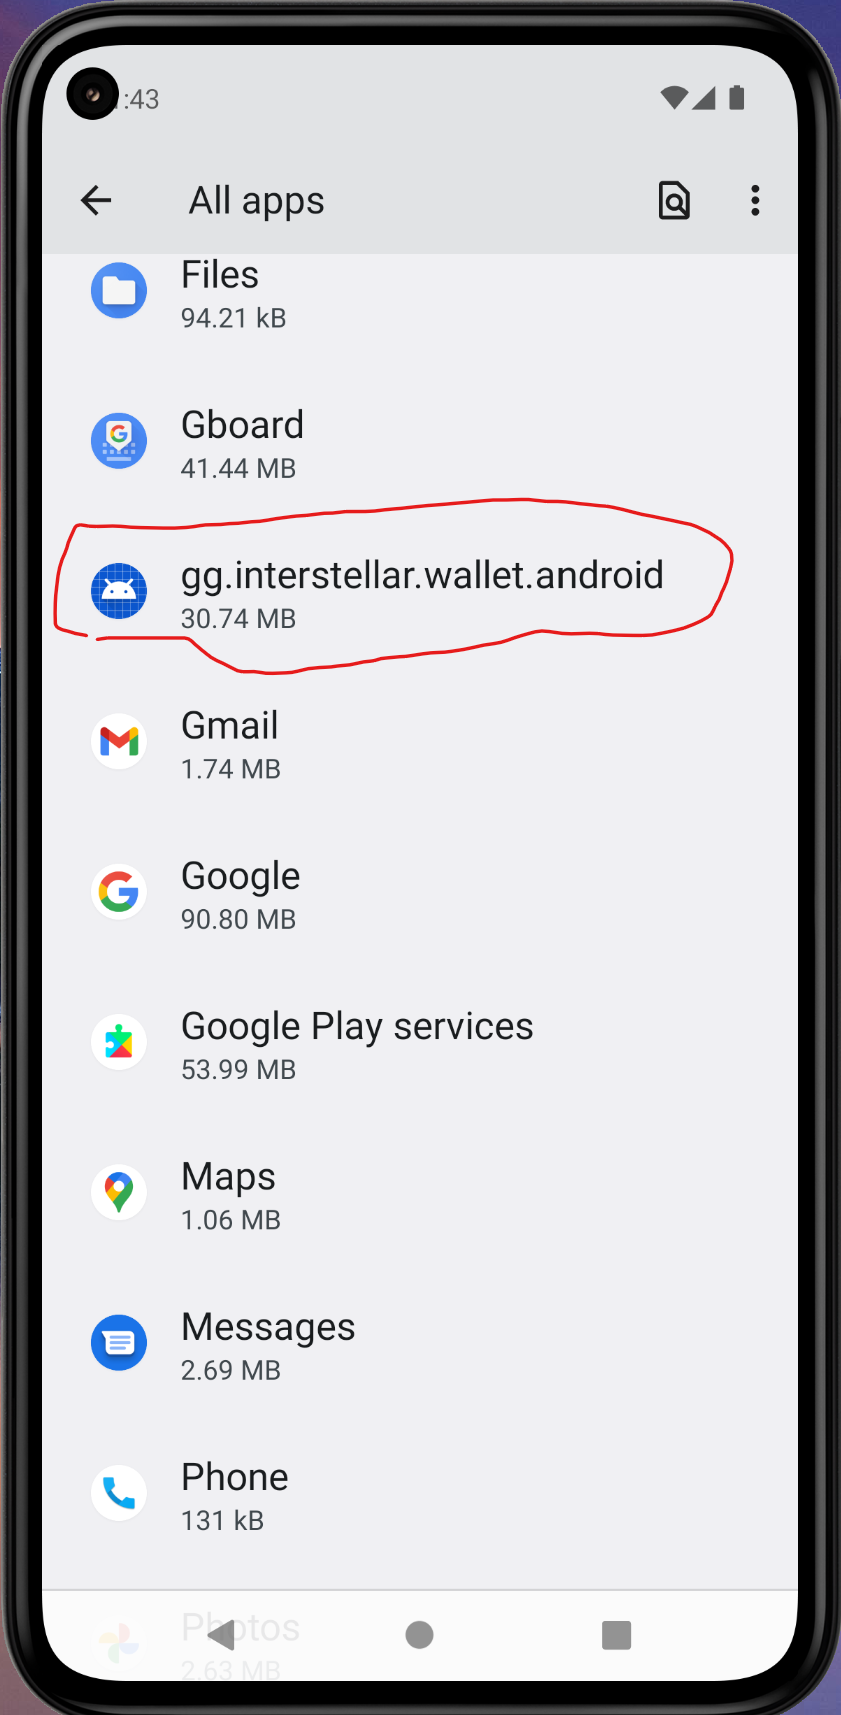 :43
All apps
Files
94.21 kB
Gboard
41.44 MB
gg.interstellar.wallet.android
30.74 MB
Gmail
1.74 MB
Google
90.80 MB
Google Play services
53.99 MB
Maps
1.06 MB
Messages
2.69 MB
Phone
131 kB
Photos
2.63 MB